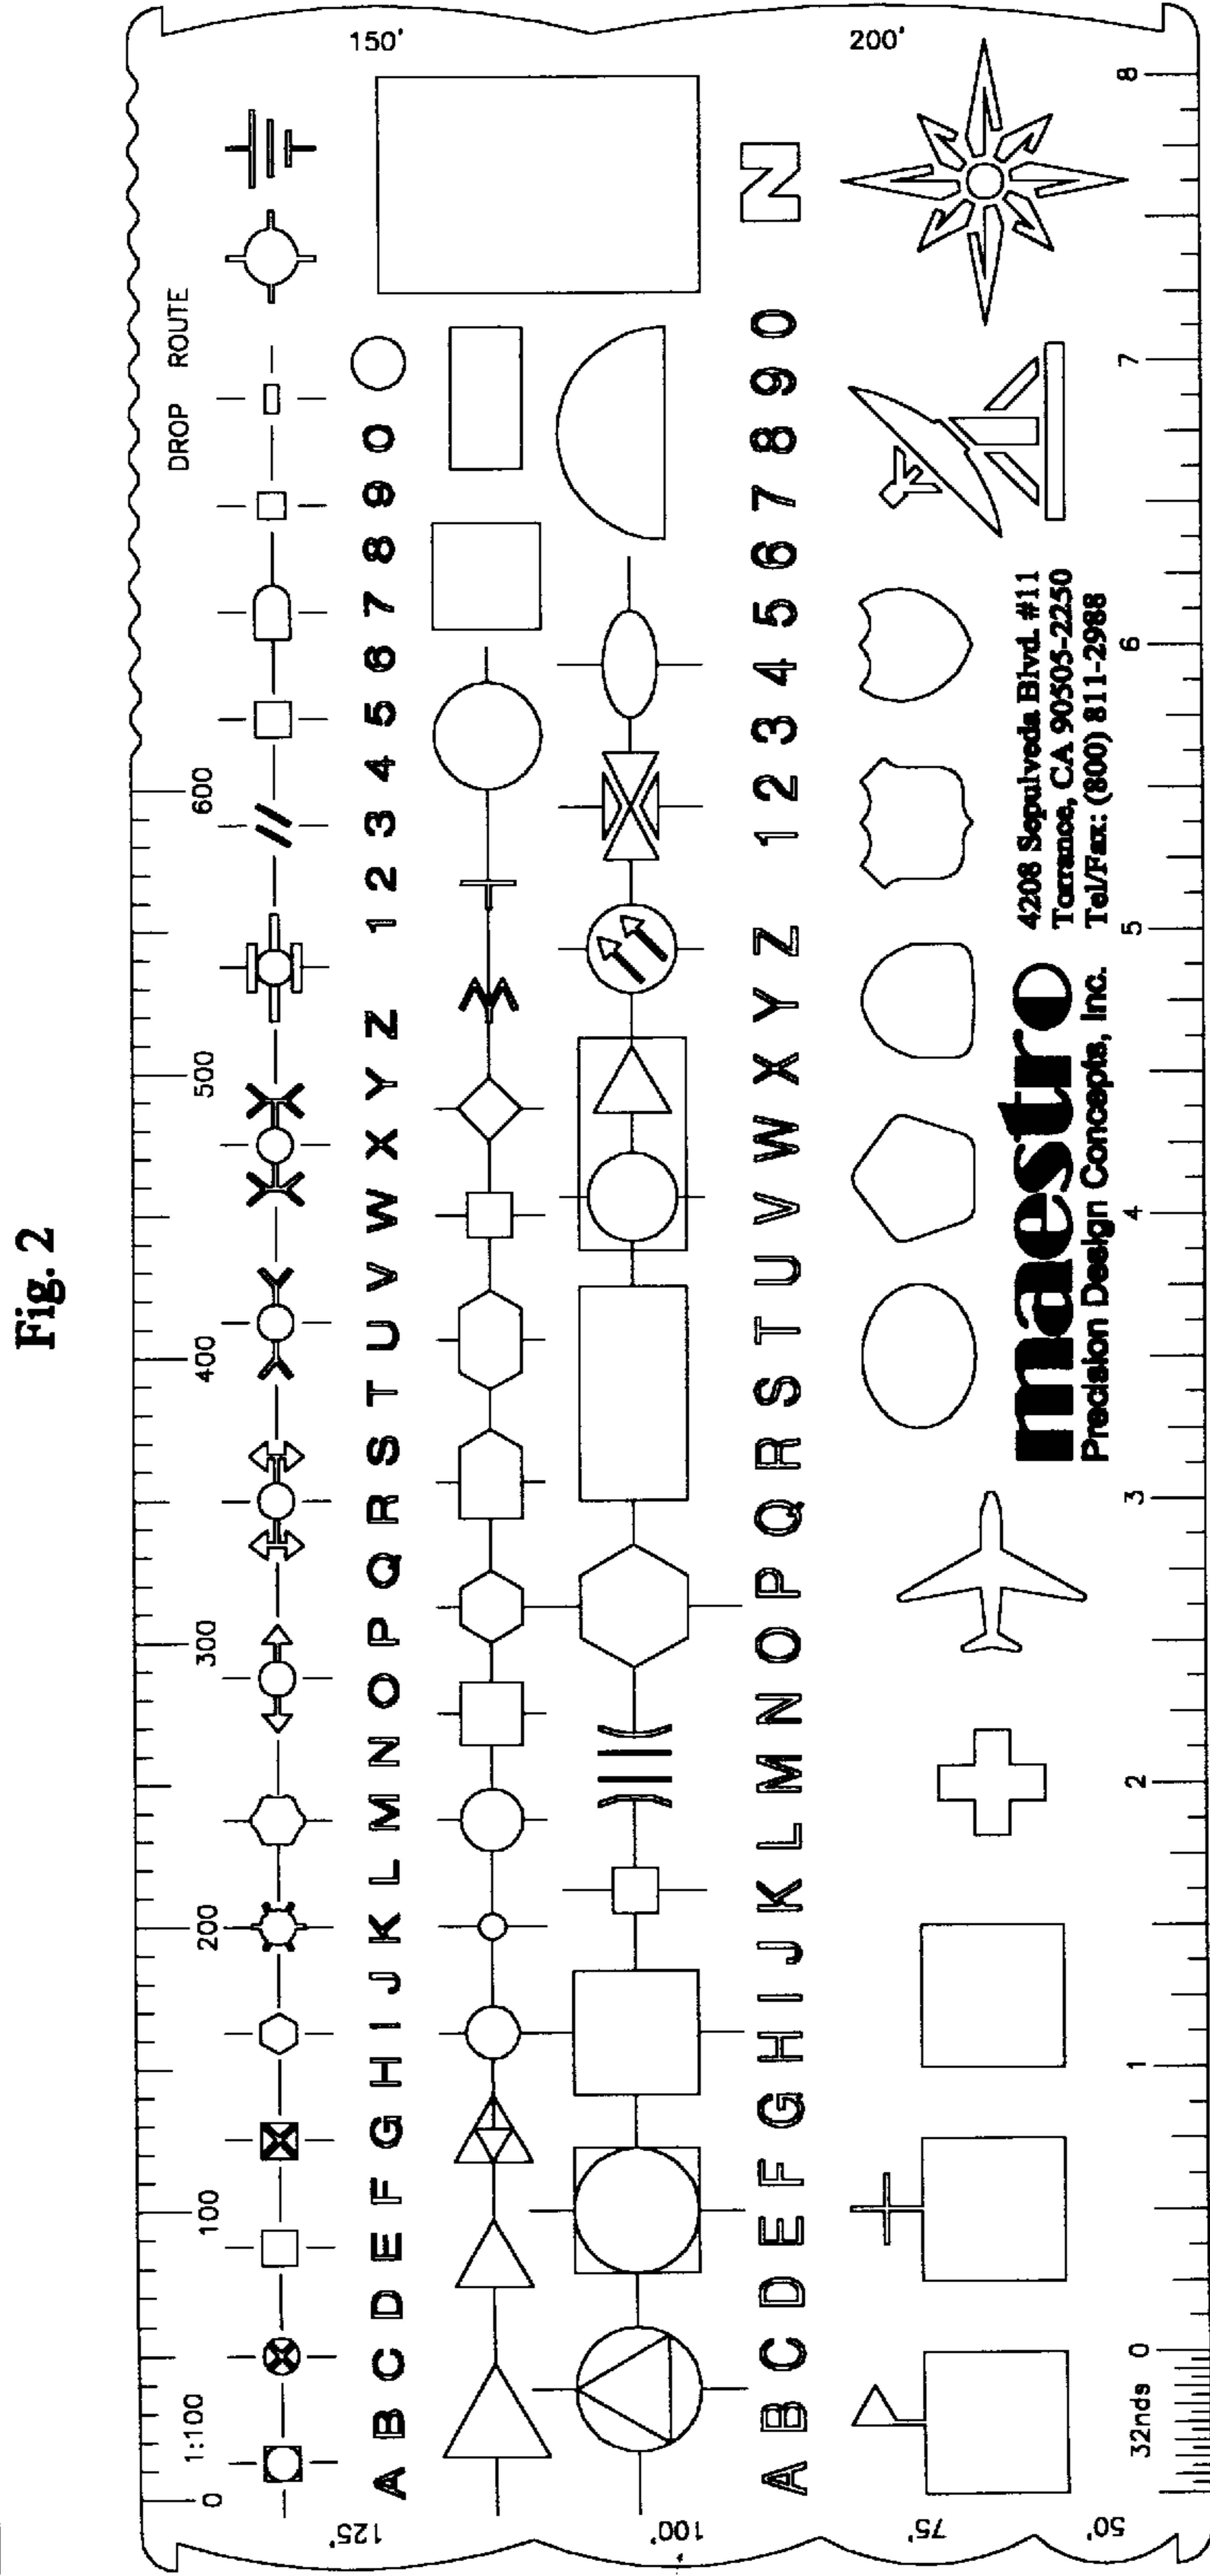 Fig. 2
150'
200'
DROP ROUTE
0 1:100 100 200 300 400 500 600
A B C D E F G H I J K L M N O P Q R S T U V W X Y Z 1 2 3 4 5 6 7 8 9 0
A B C D E F G H I J K L M N O P Q R S T U V W X Y Z 1 2 3 4 5 6 7 8 9 0
N
maestro
Precision Design Concepts, Inc.
4208 Sepulveda Blvd. #11
Torrance, CA 90505-2250
Tel/Fax: (800) 811-2988
32nds 0 1 2 3 4 5 6 7 8
125'
100'
75'
50'